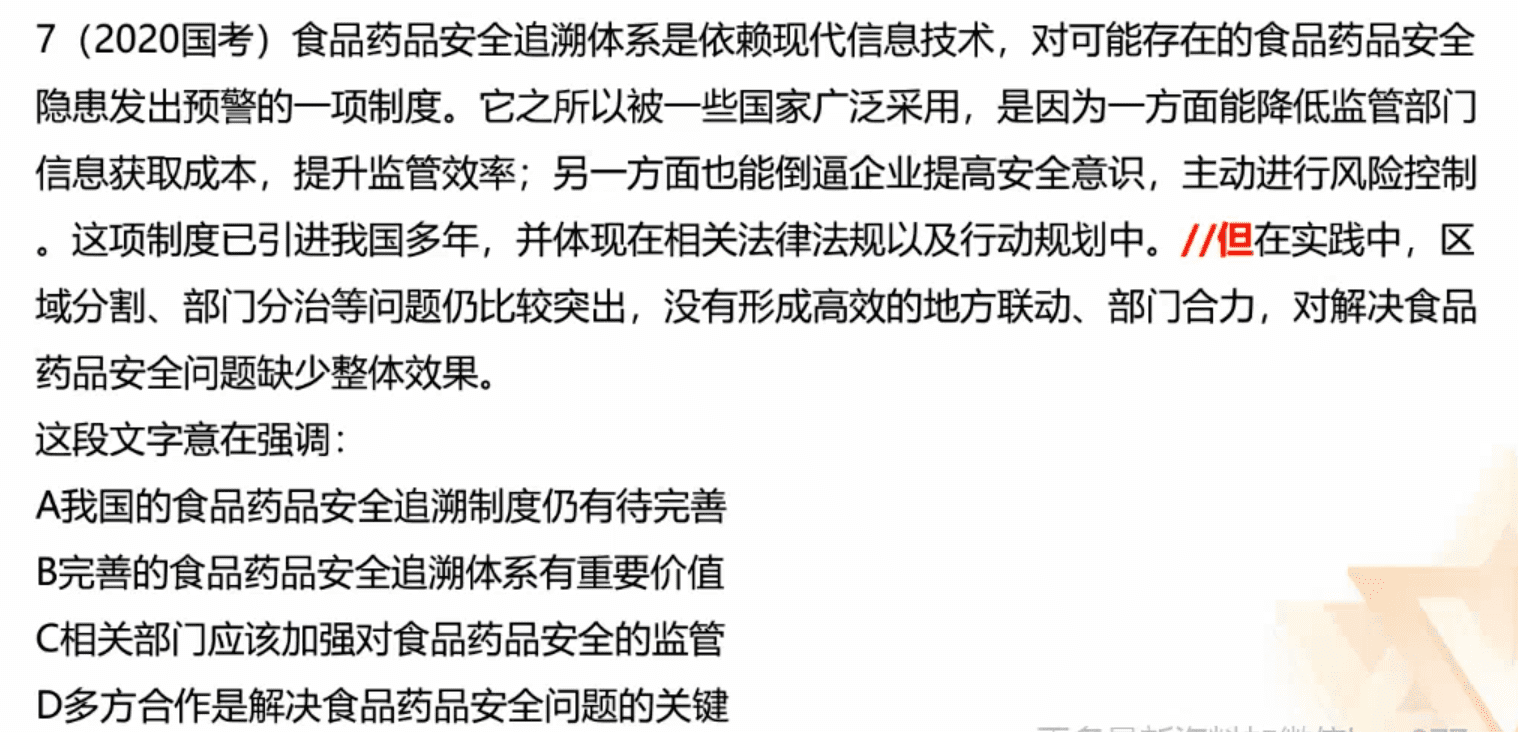 7（2020国考）食品药品安全追溯体系是依赖现代信息技术，对可能存在的食品药品安全
隐患发出预警的一项制度。它之所以被一些国家广泛采用，是因为一方面能降低监管部门
信息获取成本，提升监管效率；另一方面也能倒逼企业提高安全意识，主动进行风险控制
。这项制度已引进我国多年，并体现在相关法律法规以及行动规划中。//但在实践中，区
域分割、部门分治等问题仍比较突出，没有形成高效的地方联动、部门合力，对解决食品
药品安全问题缺少整体效果。
这段文字意在强调：
A我国的食品药品安全追溯制度仍有待完善
B完善的食品药品安全追溯体系有重要价值
C相关部门应该加强对食品药品安全的监管
D多方合作是解决食品药品安全问题的关键